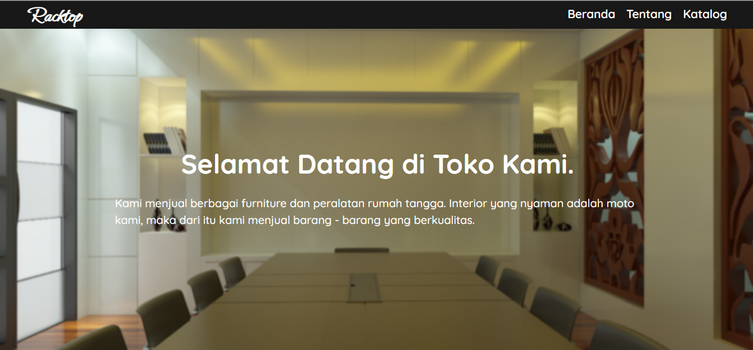 Racktop
Beranda Tentang Katalog
Selamat Datang di Toko Kami.
Kami menjual berbagai furniture dan peralatan rumah tangga. Interior yang nyaman adalah moto
kami, maka dari itu kami menjual barang - barang yang berkualitas.